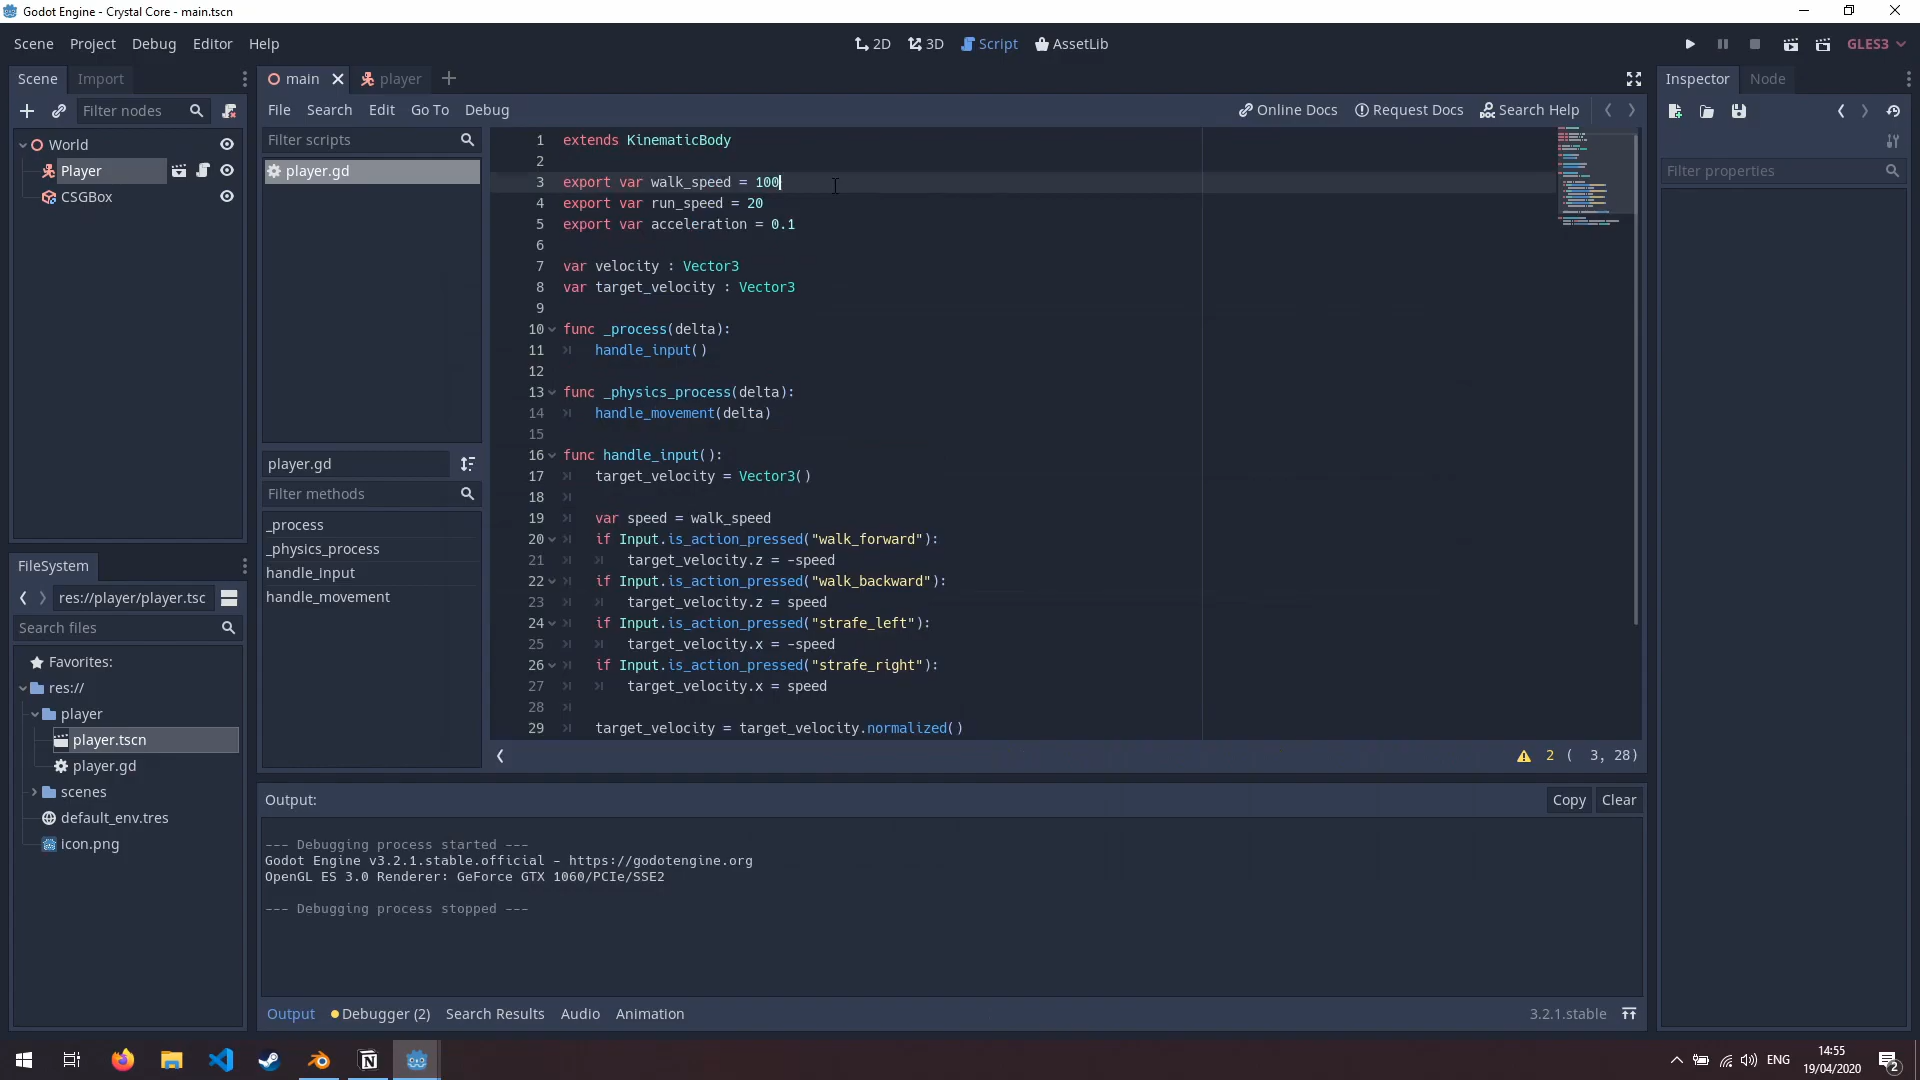 Godot Engine - Crystal Core - main.tscn
Scene Project Debug Editor Help
2D 3D Script AssetLib
GLES3
Scene Import
main player
Inspector Node
Filter nodes
File Search Edit Go To Debug
Online Docs Request Docs Search Help
World
Player
CSGBox
Filter scripts
player.gd
Filter properties
1 extends KinematicBody
2
3 export var walk_speed = 100
4 export var run_speed = 20
5 export var acceleration = 0.1
6
7 var velocity : Vector3
8 var target_velocity : Vector3
9
10 func _process(delta):
11 handle_input()
12
13 func _physics_process(delta):
14 handle_movement(delta)
15
16 func handle_input():
17 target_velocity = Vector3()
18
19 var speed = walk_speed
20 if Input.is_action_pressed("walk_forward"):
21 target_velocity.z = -speed
22 if Input.is_action_pressed("walk_backward"):
23 target_velocity.z = speed
24 if Input.is_action_pressed("strafe_left"):
25 target_velocity.x = -speed
26 if Input.is_action_pressed("strafe_right"):
27 target_velocity.x = speed
28
29 target_velocity = target_velocity.normalized()
2 ( 3, 28)
player.gd
Filter methods
_process
_physics_process
handle_input
handle_movement
FileSystem
res://player/player.tsc
Search files
Favorites:
res://
player
player.tscn
player.gd
scenes
default_env.tres
icon.png
Output: Copy Clear
--- Debugging process started ---
Godot Engine v3.2.1.stable.official - https://godotengine.org
OpenGL ES 3.0 Renderer: GeForce GTX 1060/PCIe/SSE2
--- Debugging process stopped ---
Output Debugger (2) Search Results Audio Animation
3.2.1.stable
ENG
14:55
19/04/2020
2